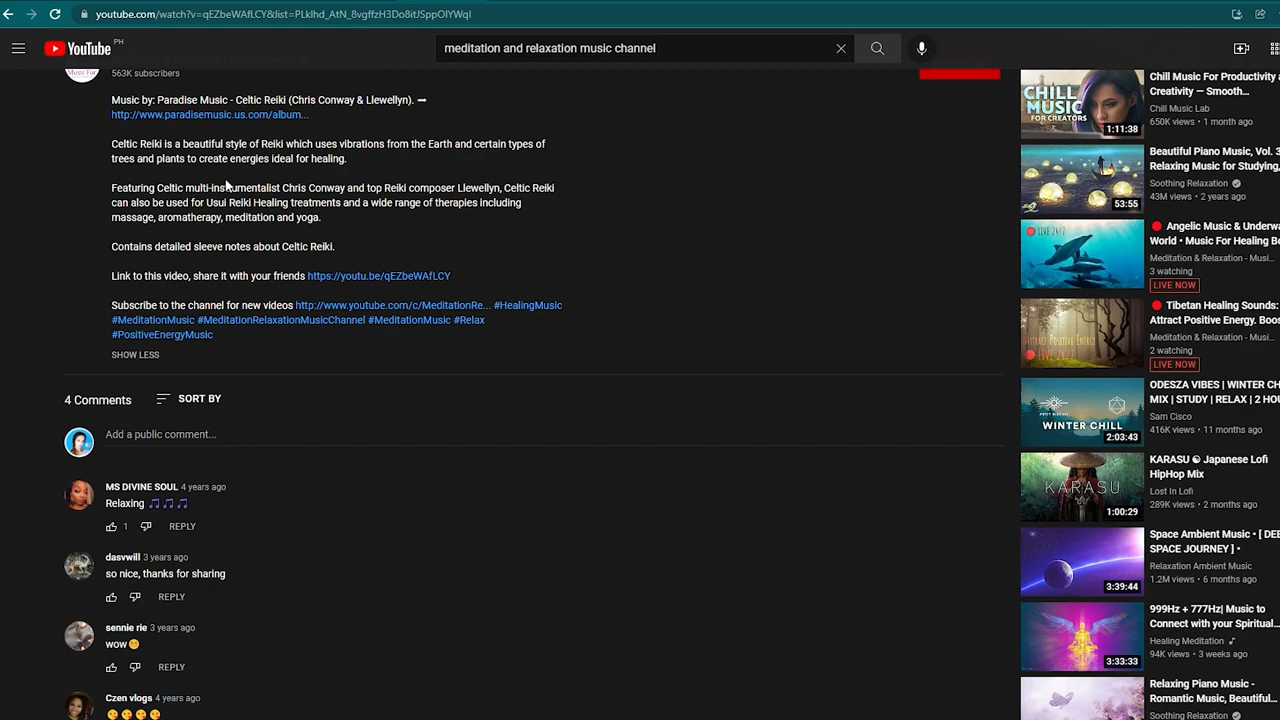 youtube.com/watch?v=qEZbeWAfLCY&list=PLklhd_AtN_8vgffzH3Do8itJSppOlYWqI
YouTube PH
meditation and relaxation music channel
Music For
563K subscribers
Music by: Paradise Music - Celtic Reiki (Chris Conway & Llewellyn). ➡
http://www.paradisemusic.us.com/album...
Celtic Reiki is a beautiful style of Reiki which uses vibrations from the Earth and certain types of
trees and plants to create energies ideal for healing.
Featuring Celtic multi-instrumentalist Chris Conway and top Reiki composer Llewellyn, Celtic Reiki
can also be used for Usui Reiki Healing treatments and a wide range of therapies including
massage, aromatherapy, meditation and yoga.
Contains detailed sleeve notes about Celtic Reiki.
Link to this video, share it with your friends https://youtu.be/qEZbeWAfLCY
Subscribe to the channel for new videos http://www.youtube.com/c/MeditationRe... #HealingMusic
#MeditationMusic #MeditationRelaxationMusicChannel #MeditationMusic #Relax
#PositiveEnergyMusic
SHOW LESS
4 Comments
SORT BY
Add a public comment...
MS DIVINE SOUL 4 years ago
Relaxing 🎵🎵🎵
1 REPLY
dasvwill 3 years ago
so nice, thanks for sharing
REPLY
sennie rie 3 years ago
wow
REPLY
Czen vlogs 4 years ago
😘😘😘😘
CHILL
MUSIC
FOR CREATORS
1:11:38
Chill Music For Productivity a
Creativity — Smooth...
Chill Music Lab
650K views • 1 month ago
53:55
Beautiful Piano Music, Vol. 3
Relaxing Music for Studying,
Soothing Relaxation
43M views • 2 years ago
LIVE 24/7
🔴 Angelic Music & Underwa
World • Music For Healing Bo
Meditation & Relaxation - Musi...
3 watching
LIVE NOW
ATTRACT POSITIVE ENERGY
LIVE 24/7
🔴 Tibetan Healing Sounds:
Attract Positive Energy. Boos
Meditation & Relaxation - Musi...
2 watching
LIVE NOW
WINTER CHILL
2:03:43
ODESZA VIBES | WINTER CH
MIX | STUDY | RELAX | 2 HOU
Sam Cisco
416K views • 11 months ago
KARASU
1:00:29
KARASU ☯ Japanese Lofi
HipHop Mix
Lost In Lofi
289K views • 2 months ago
3:39:44
Space Ambient Music • [ DEE
SPACE JOURNEY ] •
Relaxation Ambient Music
1.2M views • 6 months ago
3:33:33
999Hz + 777Hz| Music to
Connect with your Spiritual...
Healing Meditation
94K views • 3 weeks ago
Relaxing Piano Music -
Romantic Music, Beautiful...
Soothing Relaxation